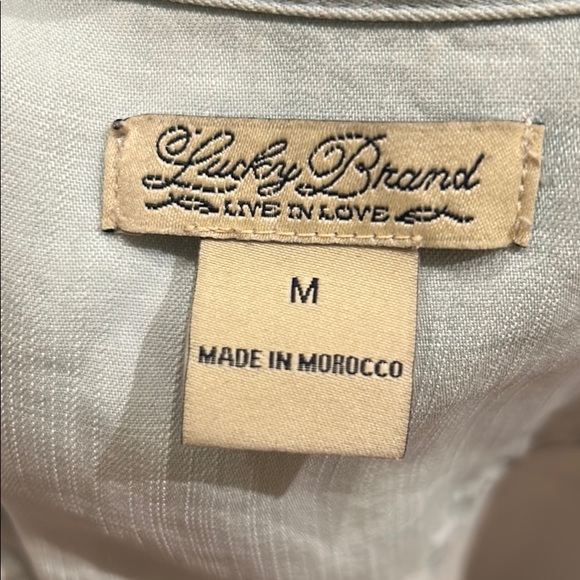 Lucky Brand
LIVE IN LOVE
M
MADE IN MOROCCO